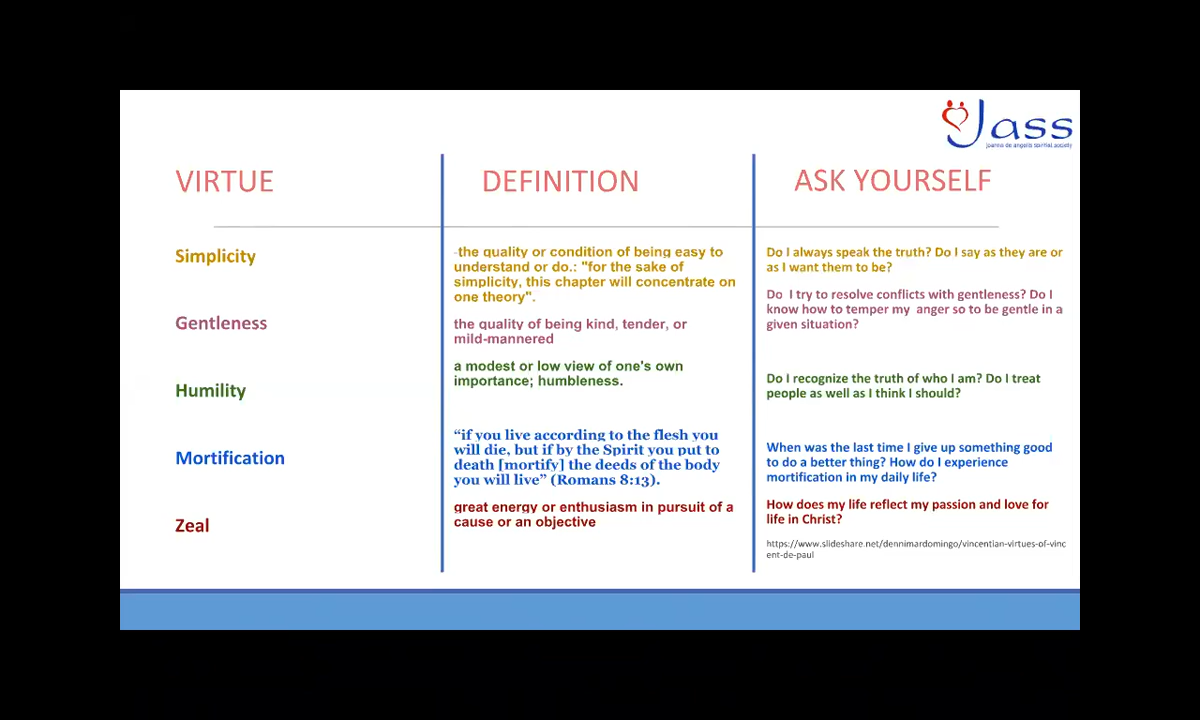 Jass
joanna de angelis spiritist society
VIRTUE
DEFINITION
ASK YOURSELF
Simplicity
-the quality or condition of being easy to
understand or do.: "for the sake of
simplicity, this chapter will concentrate on
one theory".
Do I always speak the truth? Do I say as they are or
as I want them to be?
Gentleness
the quality of being kind, tender, or
mild-mannered
Do I try to resolve conflicts with gentleness? Do I
know how to temper my anger so to be gentle in a
given situation?
Humility
a modest or low view of one's own
importance; humbleness.
Do I recognize the truth of who I am? Do I treat
people as well as I think I should?
Mortification
“if you live according to the flesh you
will die, but if by the Spirit you put to
death [mortify] the deeds of the body
you will live” (Romans 8:13).
When was the last time I give up something good
to do a better thing? How do I experience
mortification in my daily life?
Zeal
great energy or enthusiasm in pursuit of a
cause or an objective
How does my life reflect my passion and love for
life in Christ?
https://www.slideshare.net/dennimardomingo/vincentian-virtues-of-vinc
ent-de-paul